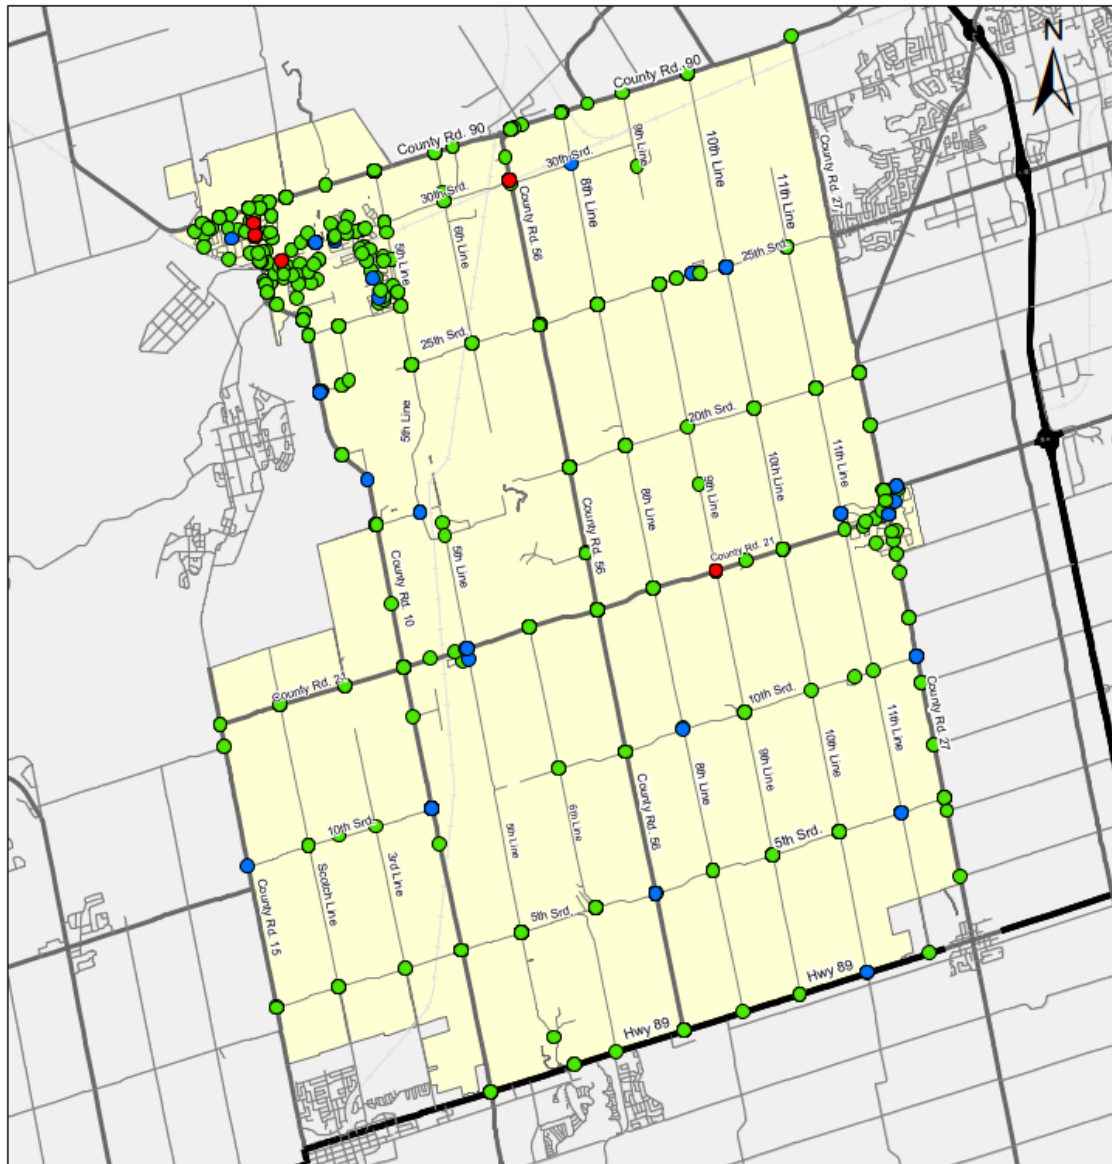 N
County Rd. 90
County Rd. 90
9th Line
30th Srd.
10th Line
30th Srd.
8th Line
County Rd. 27
11th Line
County Rd. 56
6th Line
5th Line
25th Srd.
25th Srd.
5th Line
20th Srd.
11th Line
10th Line
9th Line
8th Line
County Rd. 56
County Rd. 21
5th Line
County Rd. 10
County Rd. 21
10th Srd.
County Rd. 27
11th Line
10th Line
9th Line
8th Line
County Rd. 56
6th Line
5th Line
10th Srd.
5th Srd.
3rd Line
Scotch Line
County Rd. 15
5th Srd.
Hwy 89
Hwy 89